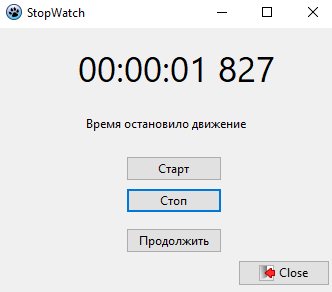 StopWatch
00:00:01 827
Время остановило движение
Старт
Стоп
Продолжить
Close